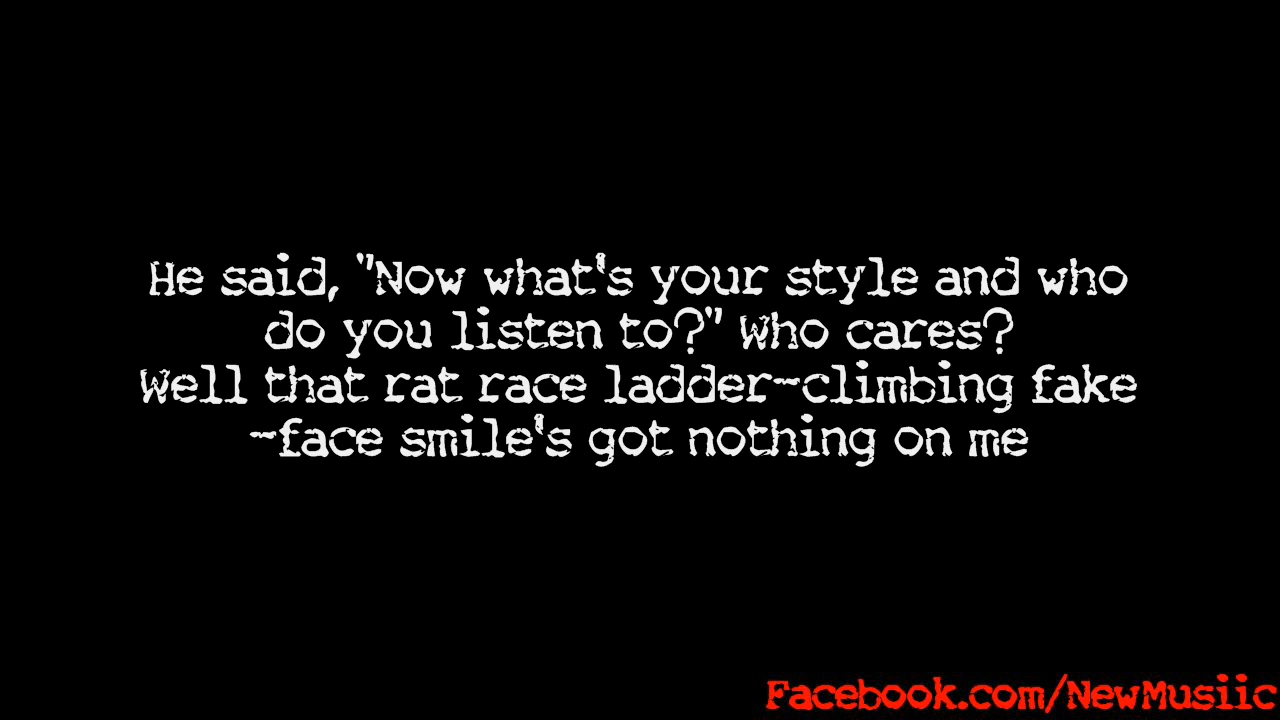 He said, "Now what's your style and who
do you listen to?" Who cares?
Well that rat race ladder-climbing fake
-face smile's got nothing on me
Facebook.com/NewMusiic